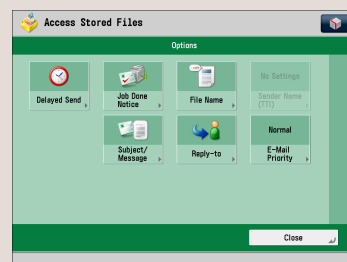 Access Stored Files
Options
Delayed Send
Job Done
Notice
File Name
No Settings
Sender Name
(TTI)
Subject/
Message
Reply-to
Normal
E-Mail
Priority
Close